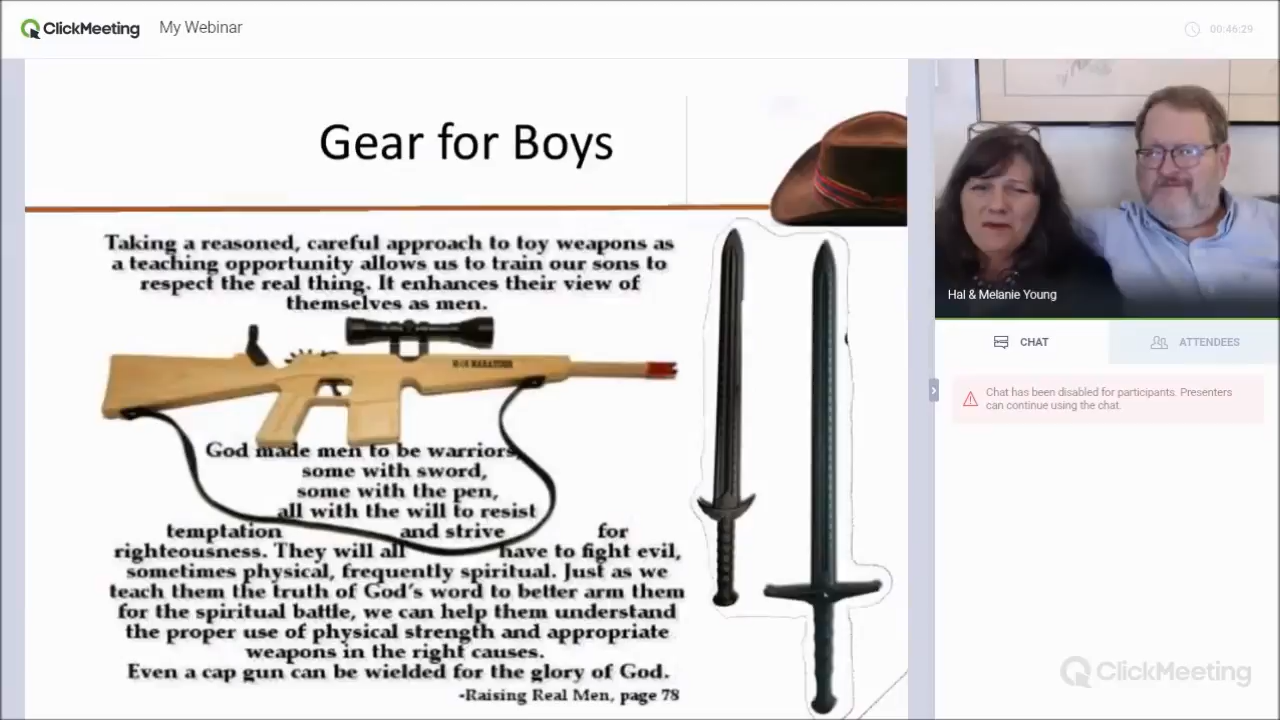 ClickMeeting
My Webinar
00:46:29
Gear for Boys
Taking a reasoned, careful approach to toy weapons as
a teaching opportunity allows us to train our sons to
respect the real thing. It enhances their view of
themselves as men.
God made men to be warriors,
some with sword,
some with the pen,
all with the will to resist
temptation and strive for
righteousness. They will all have to fight evil,
sometimes physical, frequently spiritual. Just as we
teach them the truth of God's word to better arm them
for the spiritual battle, we can help them understand
the proper use of physical strength and appropriate
weapons in the right causes.
Even a cap gun can be wielded for the glory of God.
-Raising Real Men, page 78
Hal & Melanie Young
CHAT
ATTENDEES
Chat has been disabled for participants. Presenters
can continue using the chat.
ClickMeeting